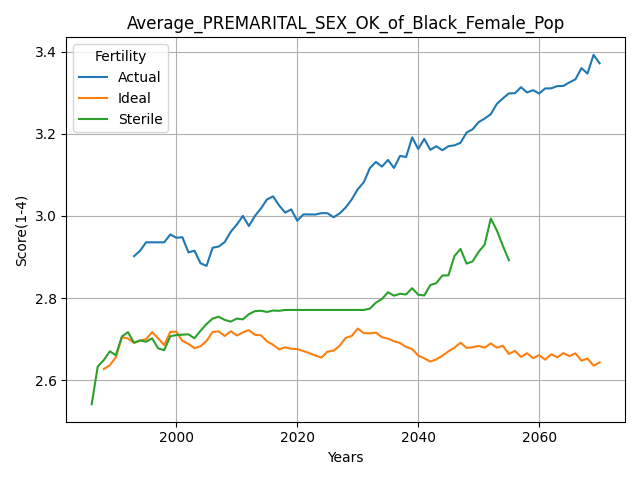 Average_PREMARITAL_SEX_OK_of_Black_Female_Pop
Fertility
Actual
Ideal
Sterile
Score(1-4)
3.4
3.2
3.0
2.8
2.6
2000
2020
2040
2060
Years